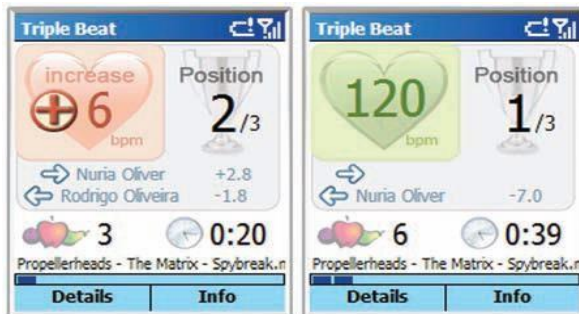 Triple Beat
increase
6
bpm
Position
2/3
Nuria Oliver +2.8
Rodrigo Oliveira -1.8
3 0:20
Propellerheads - The Matrix - Spybreak.m
Details Info
Triple Beat
120
bpm
Position
1/3
Nuria Oliver -7.0
6 0:39
Propellerheads - The Matrix - Spybreak.m
Details Info